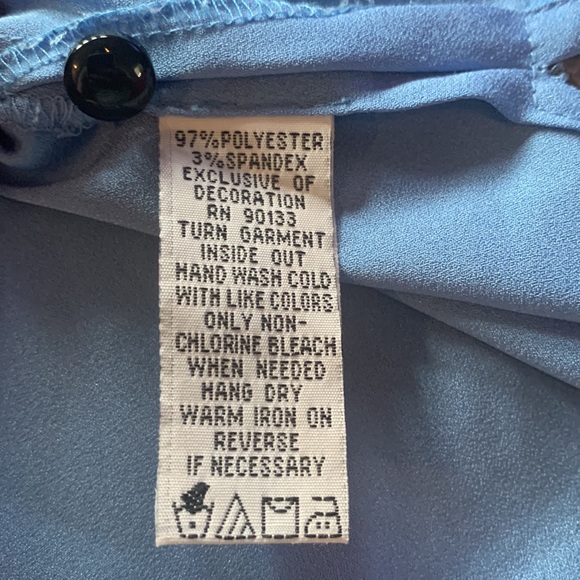 97% POLYESTER
3% SPANDEX
EXCLUSIVE OF
DECORATION
RN 90133
TURN GARMENT
INSIDE OUT
HAND WASH COLD
WITH LIKE COLORS
ONLY NON-
CHLORINE BLEACH
WHEN NEEDED
HANG DRY
WARM IRON ON
REVERSE
IF NECESSARY